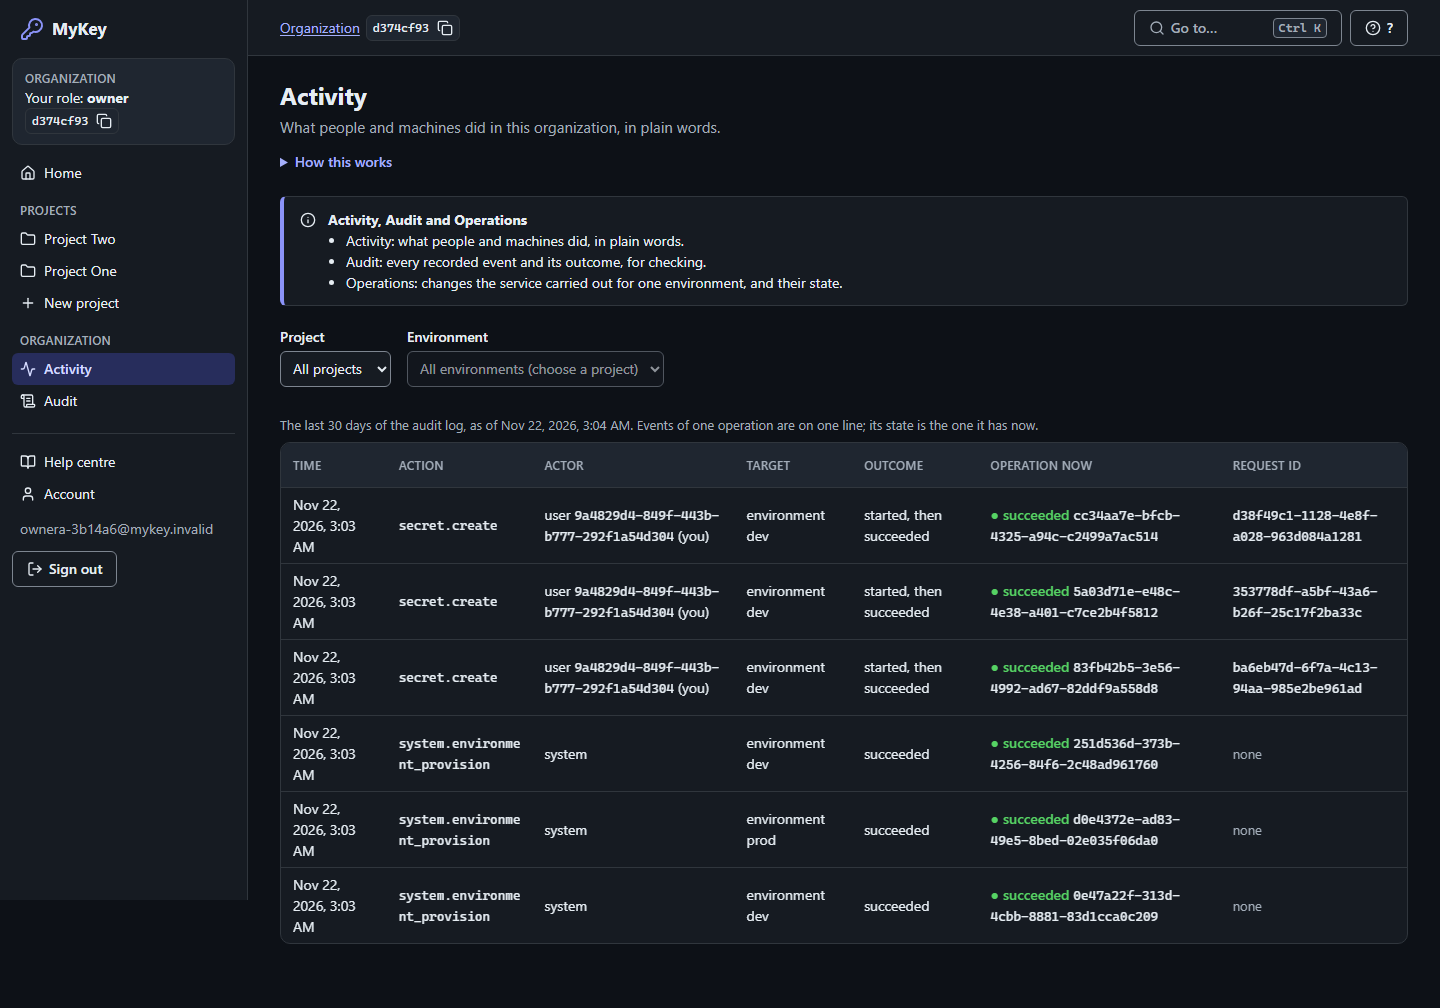 MyKey
ORGANIZATION
Your role: owner
d374cf93
Home
PROJECTS
Project Two
Project One
New project
ORGANIZATION
Activity
Audit
Help centre
Account
ownera-3b14a6@mykey.invalid
Sign out
Organization d374cf93
Go to... Ctrl K
?
Activity
What people and machines did in this organization, in plain words.
How this works
Activity, Audit and Operations
• Activity: what people and machines did, in plain words.
• Audit: every recorded event and its outcome, for checking.
• Operations: changes the service carried out for one environment, and their state.
Project Environment
All projects All environments (choose a project)
The last 30 days of the audit log, as of Nov 22, 2026, 3:04 AM. Events of one operation are on one line; its state is the one it has now.
TIME ACTION ACTOR TARGET OUTCOME OPERATION NOW REQUEST ID
Nov 22,
2026, 3:03
AM
secret.create
user 9a4829d4-849f-443b-
b777-292f1a54d304 (you)
environment
dev
started, then
succeeded
● succeeded cc34aa7e-bfcb-
4325-a94c-c2499a7ac514
d38f49c1-1128-4e8f-
a028-963d084a1281
Nov 22,
2026, 3:03
AM
secret.create
user 9a4829d4-849f-443b-
b777-292f1a54d304 (you)
environment
dev
started, then
succeeded
● succeeded 5a03d71e-e48c-
4e38-a401-c7ce2b4f5812
353778df-a5bf-43a6-
b26f-25c17f2ba33c
Nov 22,
2026, 3:03
AM
secret.create
user 9a4829d4-849f-443b-
b777-292f1a54d304 (you)
environment
dev
started, then
succeeded
● succeeded 83fb42b5-3e56-
4992-ad67-82ddf9a558d8
ba6eb47d-6f7a-4c13-
94aa-985e2be961ad
Nov 22,
2026, 3:03
AM
system.environme
nt_provision
system
environment
dev
succeeded
● succeeded 251d536d-373b-
4256-84f6-2c48ad961760
none
Nov 22,
2026, 3:03
AM
system.environme
nt_provision
system
environment
prod
succeeded
● succeeded d0e4372e-ad83-
49e5-8bed-02e035f06da0
none
Nov 22,
2026, 3:03
AM
system.environme
nt_provision
system
environment
dev
succeeded
● succeeded 0e47a22f-313d-
4cbb-8881-83d1cca0c209
none